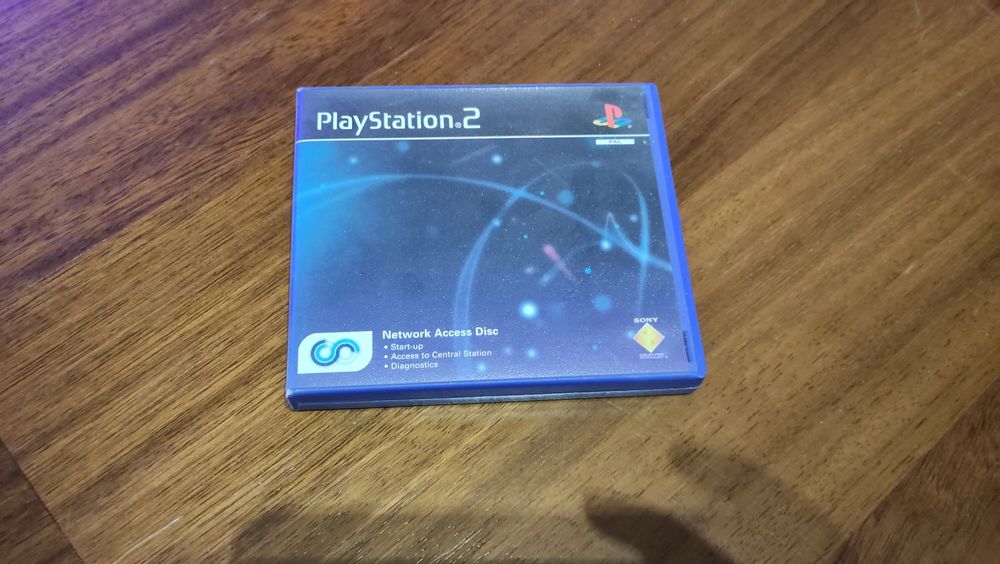 PlayStation®2
PAL
Network Access Disc
• Start-up
• Access to Central Station
• Diagnostics
SONY